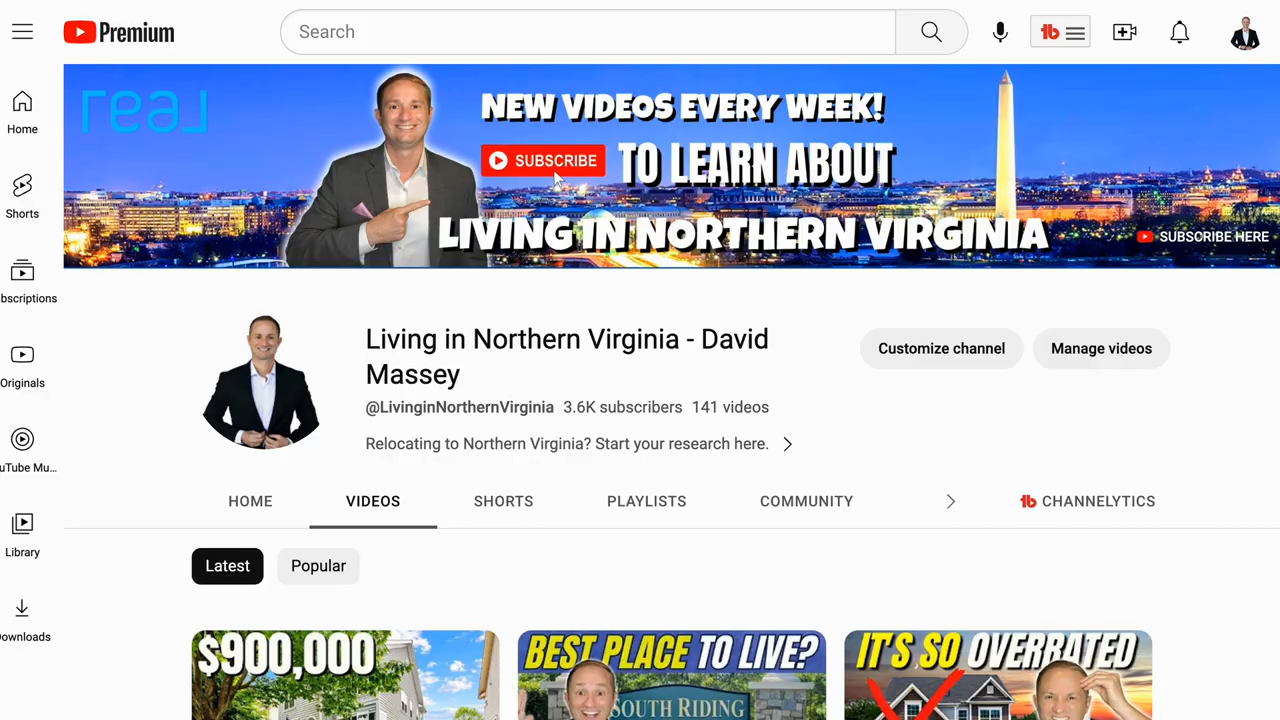 Premium
Search
Home
Shorts
bscriptions
Originals
uTube Mu...
Library
ownloads
real
NEW VIDEOS EVERY WEEK!
SUBSCRIBE TO LEARN ABOUT
LIVING IN NORTHERN VIRGINIA
SUBSCRIBE HERE
Living in Northern Virginia - David
Massey
@LivinginNorthernVirginia 3.6K subscribers 141 videos
Relocating to Northern Virginia? Start your research here.
Customize channel
Manage videos
HOME VIDEOS SHORTS PLAYLISTS COMMUNITY CHANNELYTICS
Latest Popular
$900,000
BEST PLACE TO LIVE?
SOUTH RIDING
IT'S SO OVERRATED